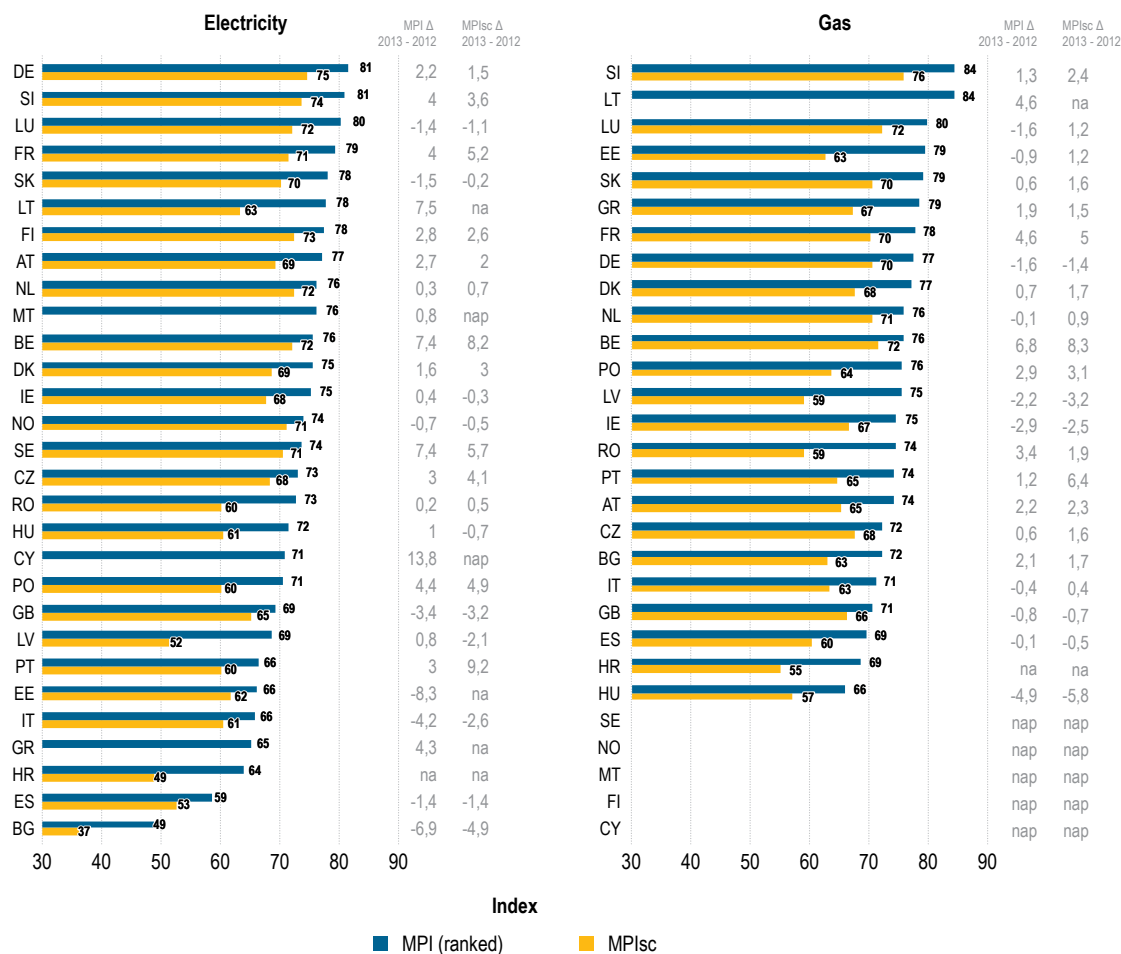 Electricity
MPI Δ MPIsc Δ
2013 - 2012 2013 - 2012
DE 81 75 2,2 1,5
SI 81 74 4 3,6
LU 80 72 -1,4 -1,1
FR 79 71 4 5,2
SK 78 70 -1,5 -0,2
LT 78 63 7,5 na
FI 78 73 2,8 2,6
AT 77 69 2,7 2
NL 76 72 0,3 0,7
MT 76 0,8 nap
BE 76 72 7,4 8,2
DK 75 69 1,6 3
IE 75 68 0,4 -0,3
NO 74 71 -0,7 -0,5
SE 74 71 7,4 5,7
CZ 73 68 3 4,1
RO 73 60 0,2 0,5
HU 72 61 1 -0,7
CY 71 13,8 nap
PO 71 60 4,4 4,9
GB 69 65 -3,4 -3,2
LV 69 52 0,8 -2,1
PT 66 60 3 9,2
EE 66 62 -8,3 na
IT 66 61 -4,2 -2,6
GR 65 4,3 na
HR 64 49 na na
ES 59 53 -1,4 -1,4
BG 49 37 -6,9 -4,9
30 40 50 60 70 80 90
Gas
MPI Δ MPIsc Δ
2013 - 2012 2013 - 2012
SI 84 76 1,3 2,4
LT 84 4,6 na
LU 80 72 -1,6 1,2
EE 79 63 -0,9 1,2
SK 79 70 0,6 1,6
GR 79 67 1,9 1,5
FR 78 70 4,6 5
DE 77 70 -1,6 -1,4
DK 77 68 0,7 1,7
NL 76 71 -0,1 0,9
BE 76 72 6,8 8,3
PO 76 64 2,9 3,1
LV 75 59 -2,2 -3,2
IE 75 67 -2,9 -2,5
RO 74 59 3,4 1,9
PT 74 65 1,2 6,4
AT 74 65 2,2 2,3
CZ 72 68 0,6 1,6
BG 72 63 2,1 1,7
IT 71 63 -0,4 0,4
GB 71 66 -0,8 -0,7
ES 69 60 -0,1 -0,5
HR 69 55 na na
HU 66 57 -4,9 -5,8
SE nap nap
NO nap nap
MT nap nap
FI nap nap
CY nap nap
30 40 50 60 70 80 90
Index
MPI (ranked) MPIsc